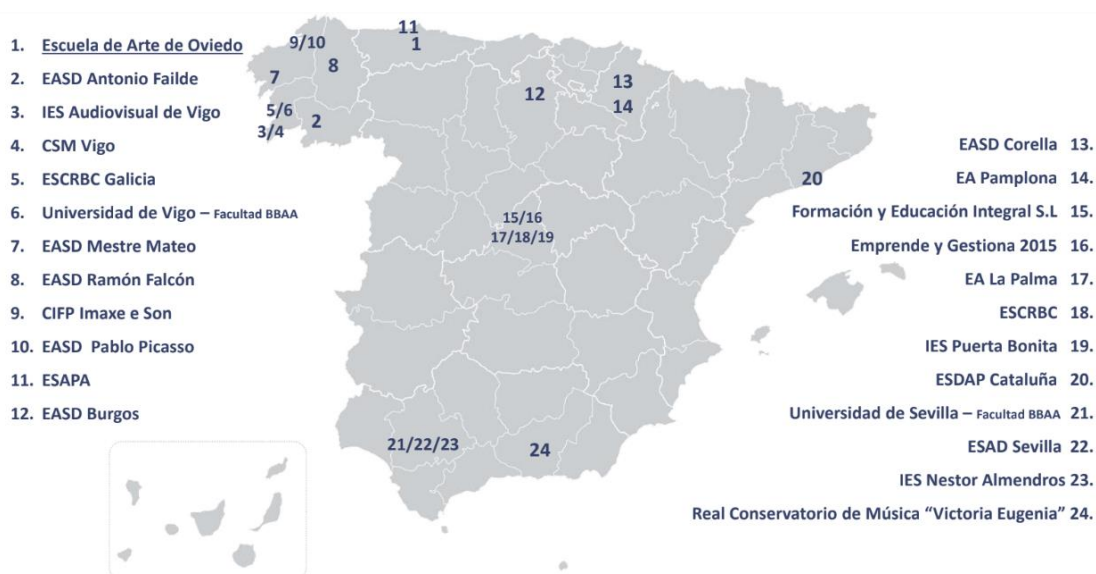 1. Escuela de Arte de Oviedo
2. EASD Antonio Failde
3. IES Audiovisual de Vigo
4. CSM Vigo
5. ESCRBC Galicia
6. Universidad de Vigo – Facultad BBAA
7. EASD Mestre Mateo
8. EASD Ramón Falcón
9. CIFP Imaxe e Son
10. EASD Pablo Picasso
11. ESAPA
12. EASD Burgos
11
1
9/10
8
7
5/6
3/4
2
12
13
14
20
15/16
17/18/19
21/22/23
24
EASD Corella 13.
EA Pamplona 14.
Formación y Educación Integral S.L 15.
Emprende y Gestiona 2015 16.
EA La Palma 17.
ESCRBC 18.
IES Puerta Bonita 19.
ESDAP Cataluña 20.
Universidad de Sevilla – Facultad BBAA 21.
ESAD Sevilla 22.
IES Nestor Almendros 23.
Real Conservatorio de Música “Victoria Eugenia” 24.